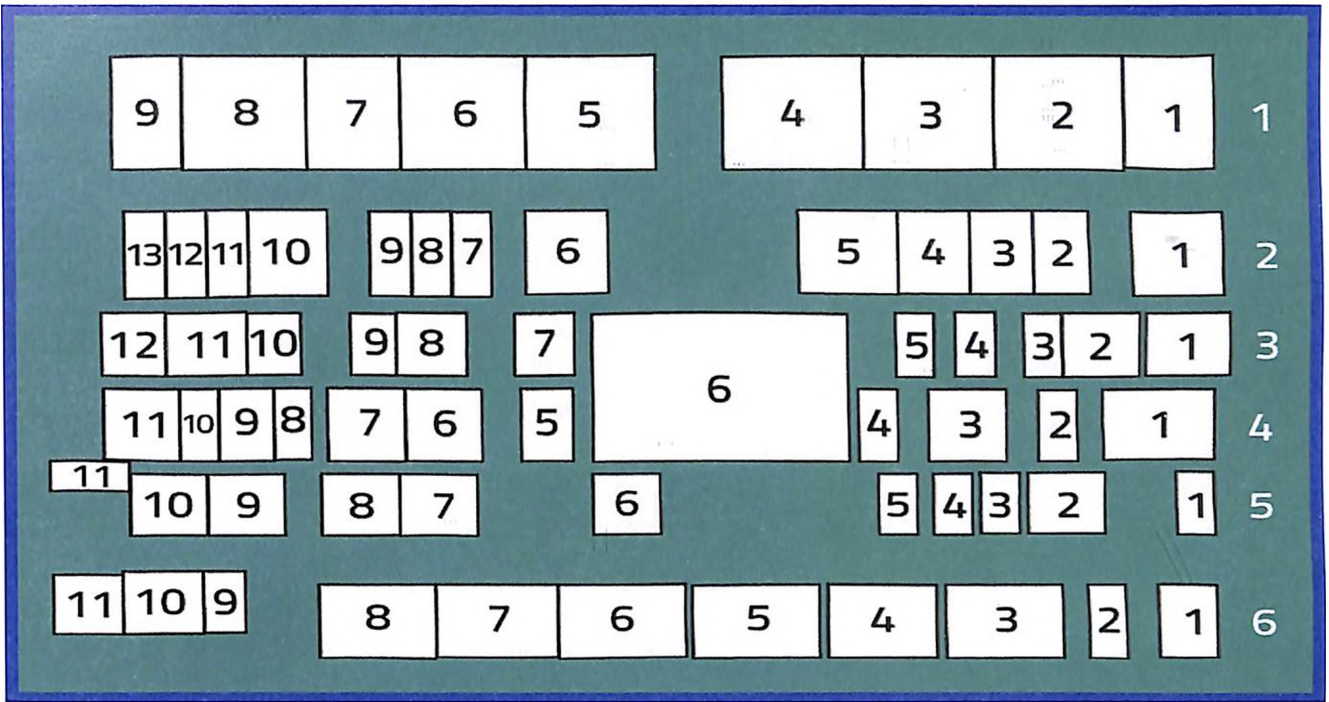 9 8 7 6 5 4 3 2 1 1
13 12 11 10 9 8 7 6 5 4 3 2 1 2
12 11 10 9 8 7 6 5 4 3 2 1 3
11 10 9 8 7 6 5 4 3 2 1 4
11 10 9 8 7 6 5 4 3 2 1 5
11 10 9 8 7 6 5 4 3 2 1 6